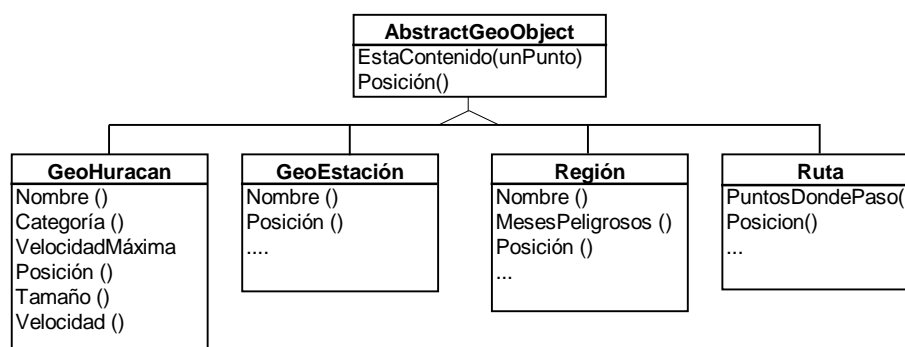 AbstractGeoObject
EstaContenido(unPunto)
Posición()
GeoHuracan
Nombre ()
Categoría ()
VelocidadMáxima
Posición ()
Tamaño ()
Velocidad ()
GeoEstación
Nombre ()
Posición ()
....
Región
Nombre ()
MesesPeligrosos ()
Posición ()
...
Ruta
PuntosDondePaso(
Posicion()
...